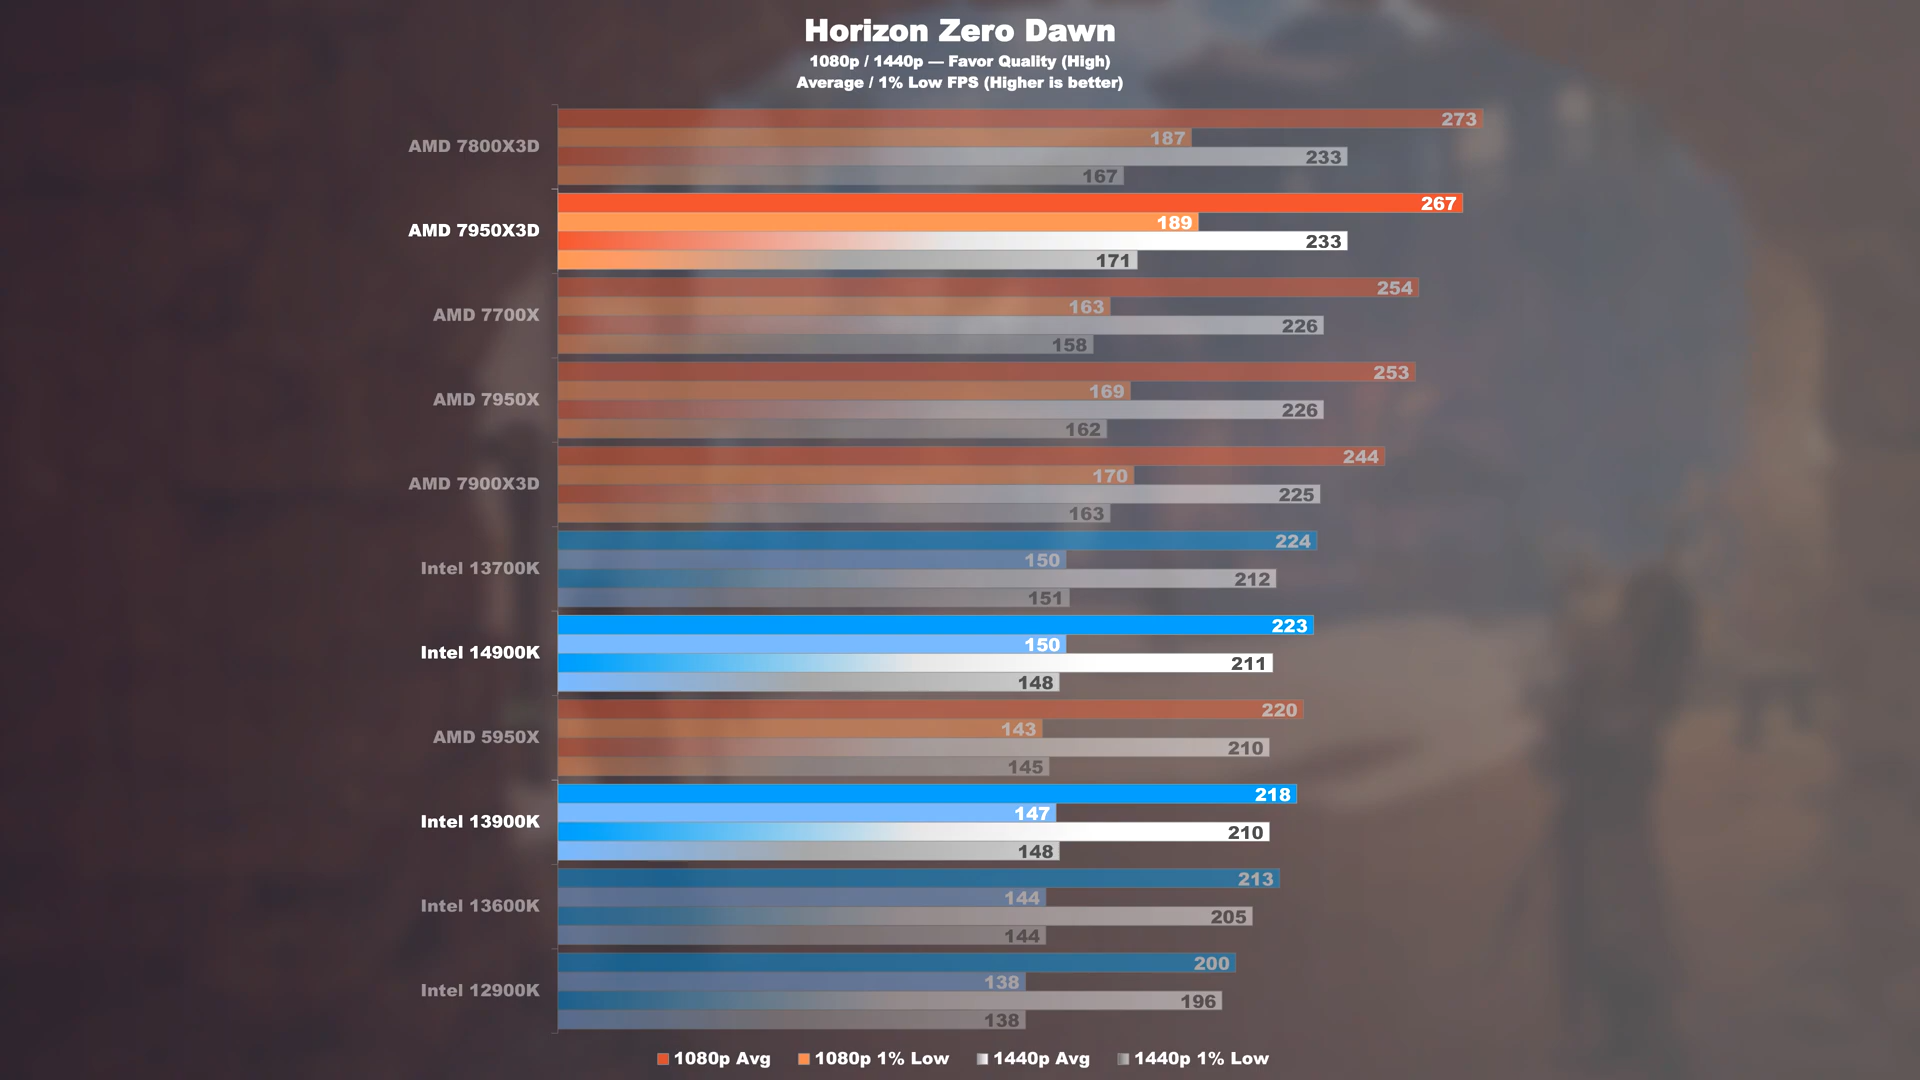 Horizon Zero Dawn
1080p / 1440p — Favor Quality (High)
Average / 1% Low FPS (Higher is better)
AMD 7800X3D
273
187
233
167
AMD 7950X3D
267
189
233
171
AMD 7700X
254
163
226
158
AMD 7950X
253
169
226
162
AMD 7900X3D
244
170
225
163
Intel 13700K
224
150
212
151
Intel 14900K
223
150
211
148
AMD 5950X
220
143
210
145
Intel 13900K
218
147
210
148
Intel 13600K
213
144
205
144
Intel 12900K
200
138
196
138
1080p Avg 1080p 1% Low 1440p Avg 1440p 1% Low